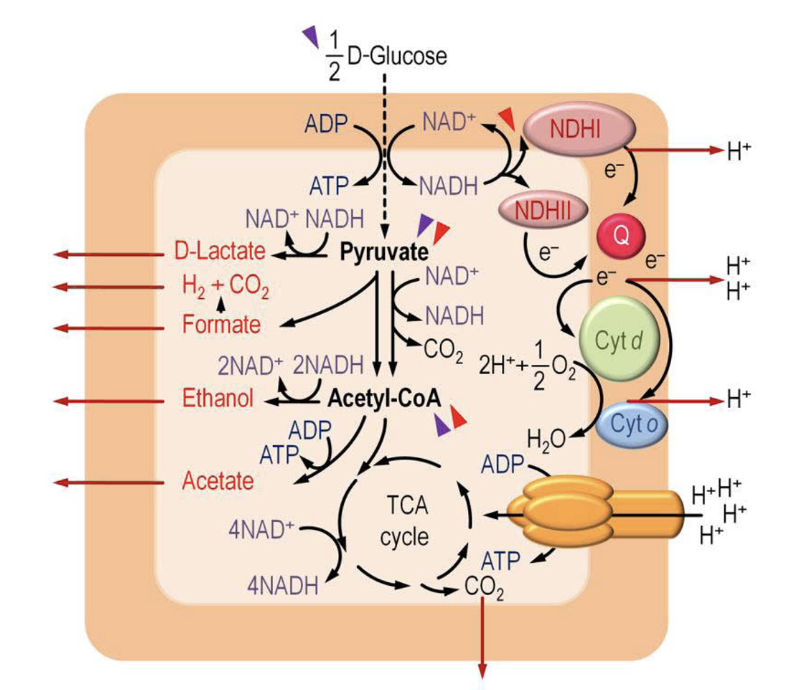 1/2 D-Glucose
ADP
NAD⁺
NDHI
H⁺
e⁻
ATP
NADH
NDHII
NAD⁺ NADH
Q
D-Lactate
Pyruvate
e⁻
e⁻
e⁻
H⁺
H⁺
H₂ + CO₂
NAD⁺
Formate
NADH
CO₂
Cyt d
2NAD⁺ 2NADH
2H⁺+1/2O₂
Ethanol
Acetyl-CoA
H⁺
Cyt o
ADP
H₂O
ATP
ADP
Acetate
TCA
cycle
H⁺H⁺
H⁺
H⁺
4NAD⁺
ATP
4NADH
CO₂